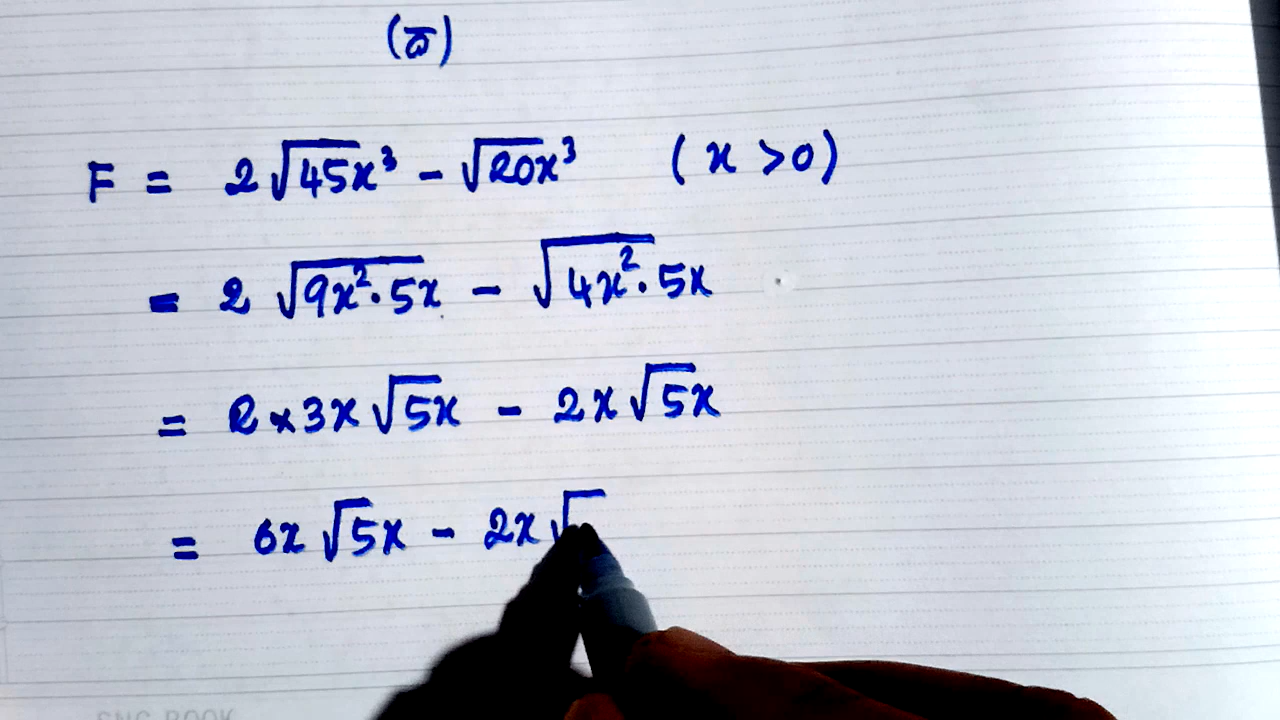 F = 2√45x³ - √20x³ (x > 0)
= 2 √9x²·5x - √4x²·5x
= 2 × 3x √5x - 2x √5x
= 6x √5x - 2x √